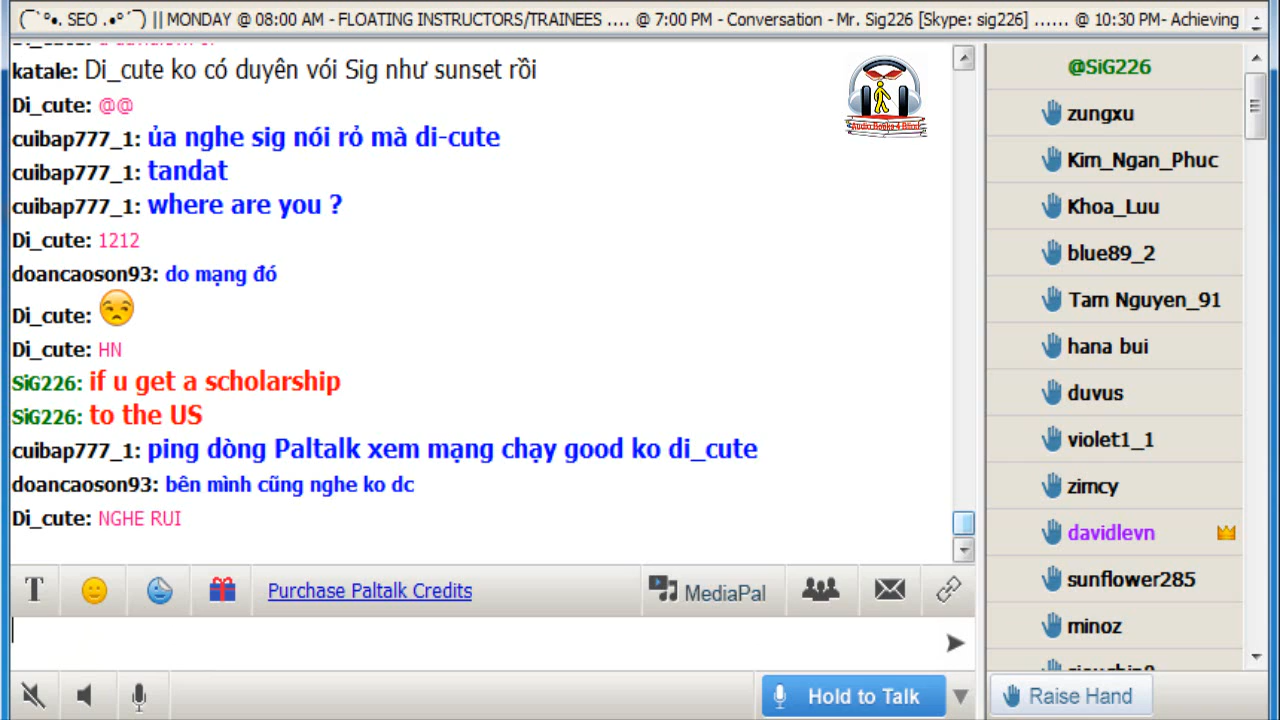 (¯`°•. SEO .•°´¯) || MONDAY @ 08:00 AM - FLOATING INSTRUCTORS/TRAINEES .... @ 7:00 PM - Conversation - Mr. Sig226 [Skype: sig226] ...... @ 10:30 PM- Achieving
katale: Di_cute ko có duyên vói Sig như sunset rồi
Di_cute: @@
cuibap777_1: ủa nghe sig nói rỏ mà di-cute
cuibap777_1: tandat
cuibap777_1: where are you ?
Di_cute: 1212
doancaoson93: do mạng đó
Di_cute:
Di_cute: HN
SiG226: if u get a scholarship
SiG226: to the US
cuibap777_1: ping dòng Paltalk xem mạng chạy good ko di_cute
doancaoson93: bên mình cũng nghe ko dc
Di_cute: NGHE RUI
Audio Books 4 Blind
T
Purchase Paltalk Credits
MediaPal
Hold to Talk
@SiG226
zungxu
Kim_Ngan_Phuc
Khoa_Luu
blue89_2
Tam Nguyen_91
hana bui
duvus
violet1_1
zimcy
davidlevn
sunflower285
minoz
Raise Hand